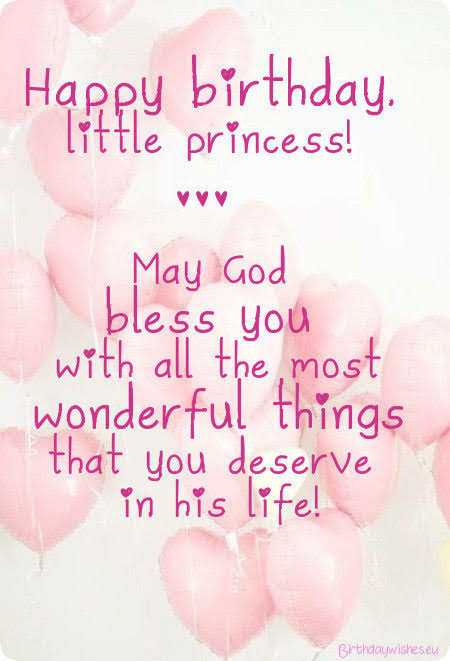 Happy birthday,
little princess!
♥♥♥
May God
bless you
with all the most
wonderful things
that you deserve
in his life!
Birthdaywishes.eu